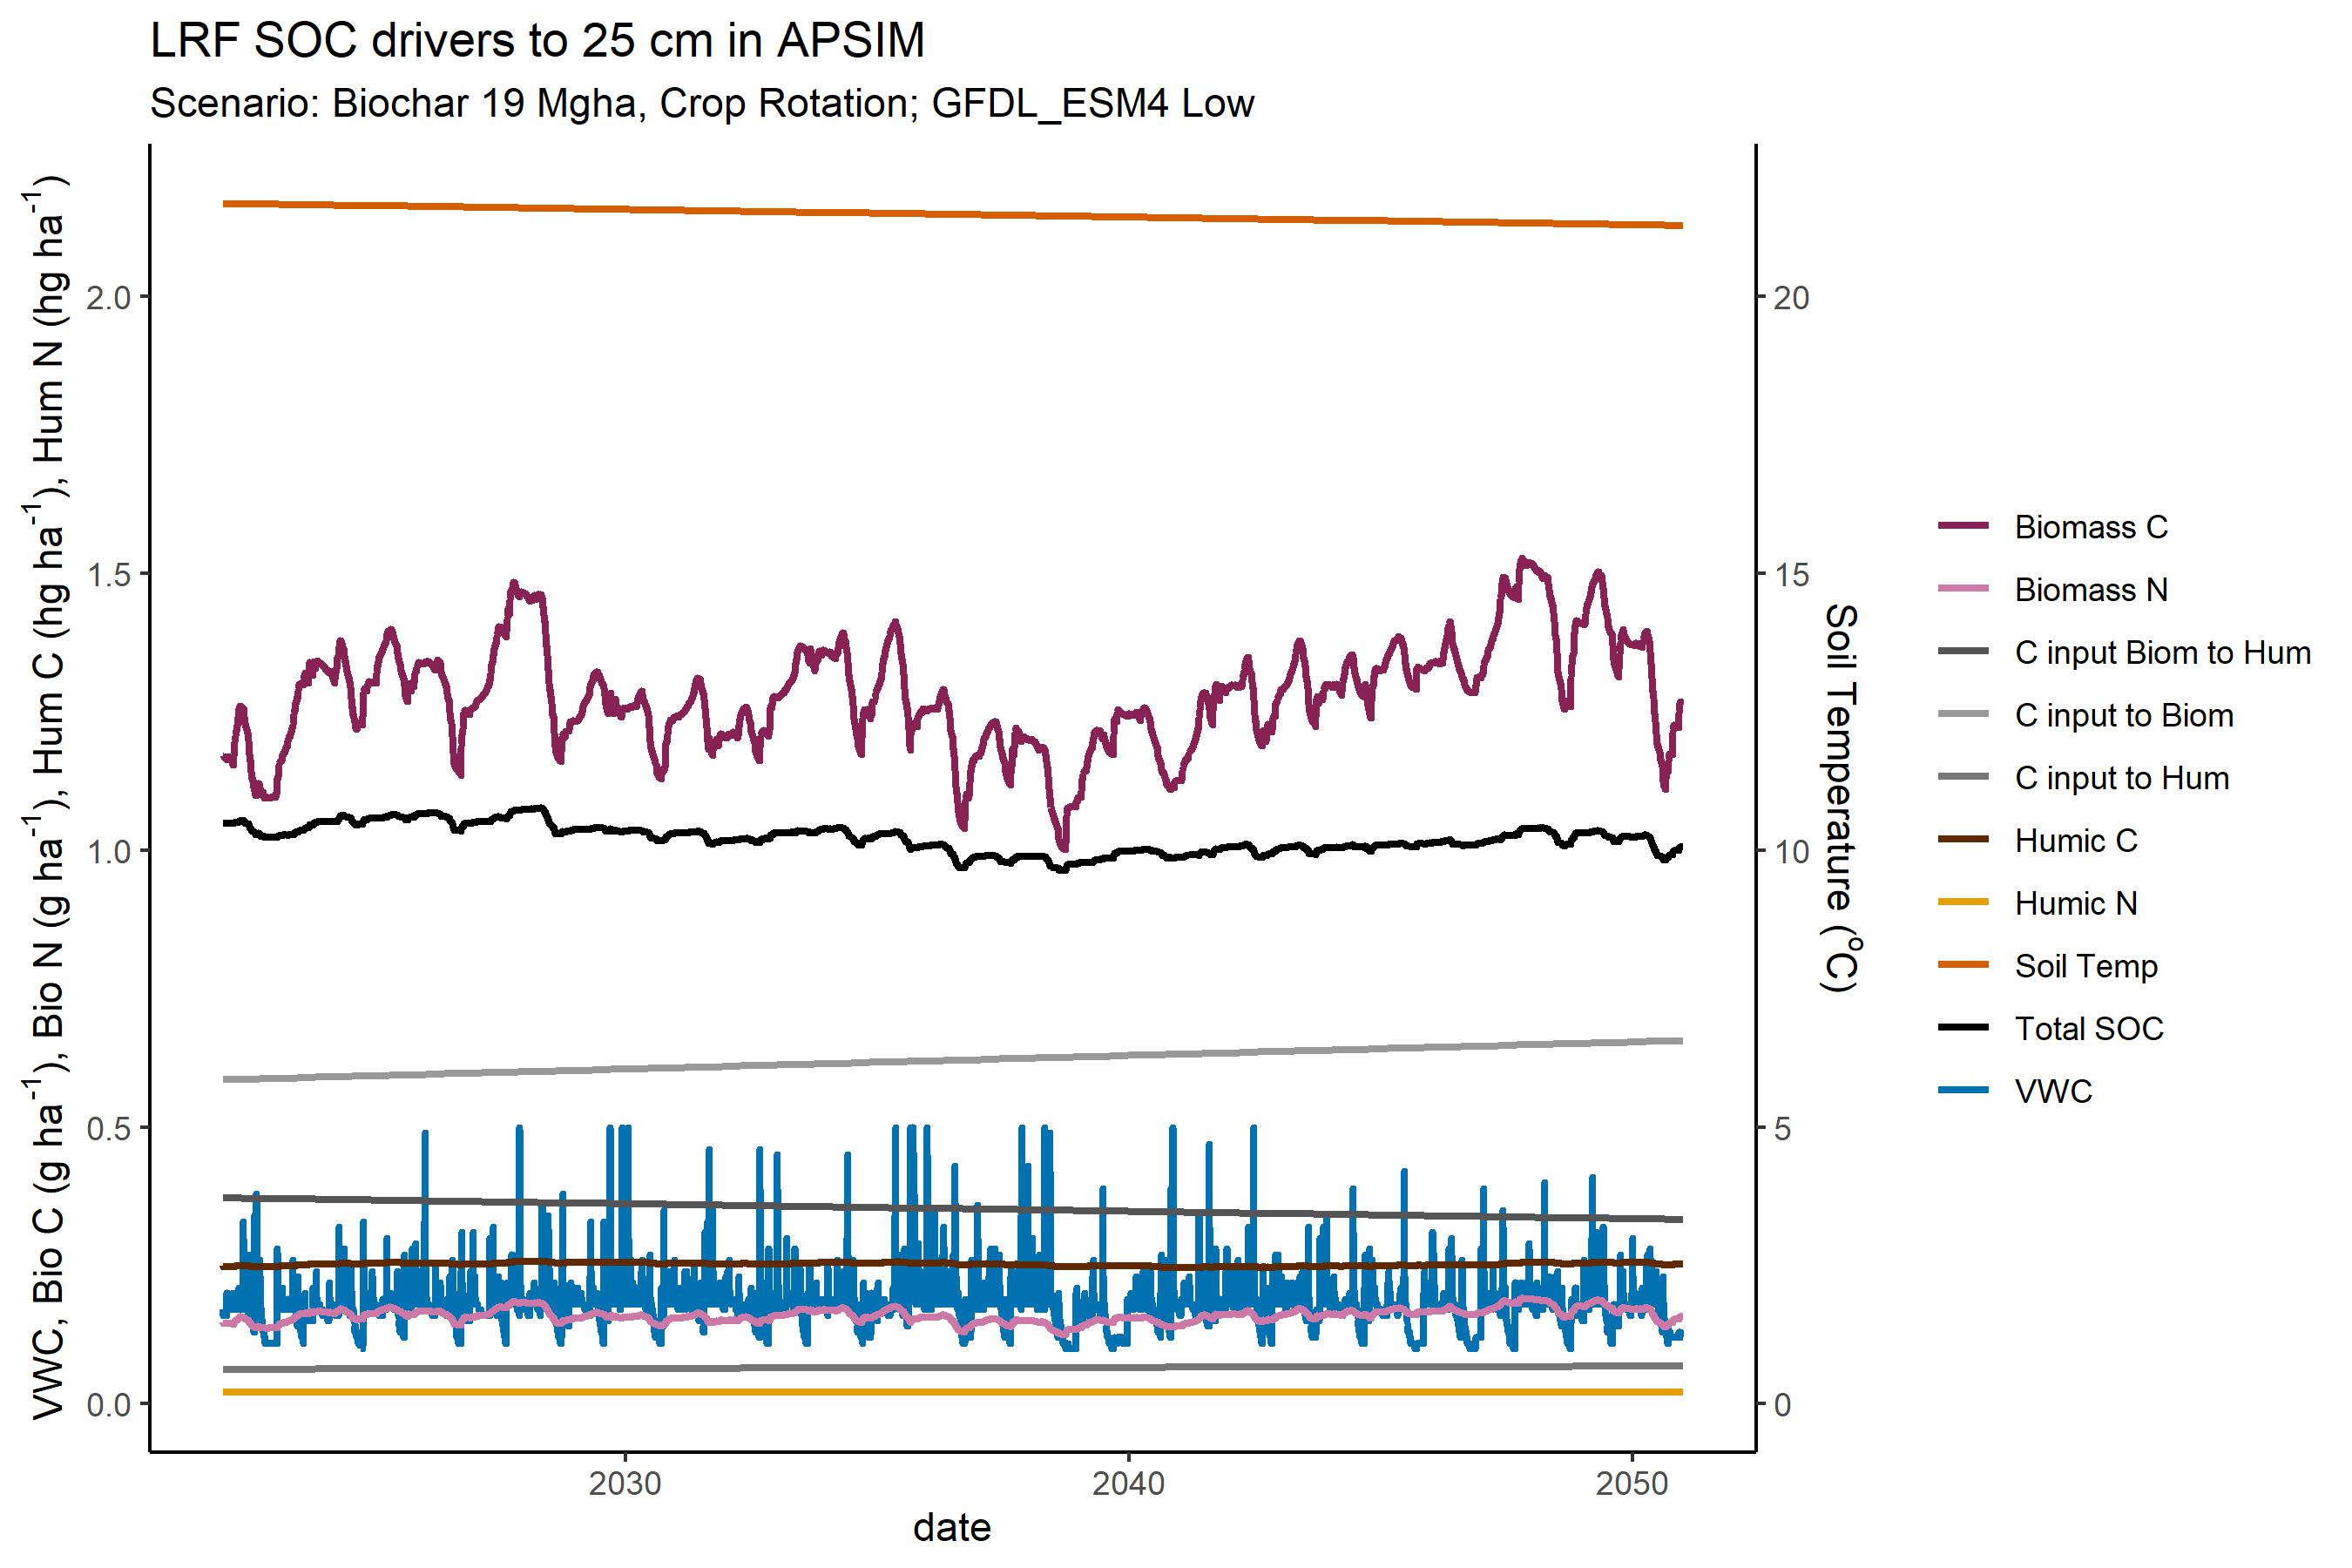 LRF SOC drivers to 25 cm in APSIM
Scenario: Biochar 19 Mgha, Crop Rotation; GFDL_ESM4 Low
VWC, Bio C (g ha⁻¹), Bio N (g ha⁻¹), Hum C (hg ha⁻¹), Hum N (hg ha⁻¹)
2.0
1.5
1.0
0.5
0.0
2030
2040
2050
date
20
15
10
5
0
Soil Temperature (ºC)
Biomass C
Biomass N
C input Biom to Hum
C input to Biom
C input to Hum
Humic C
Humic N
Soil Temp
Total SOC
VWC